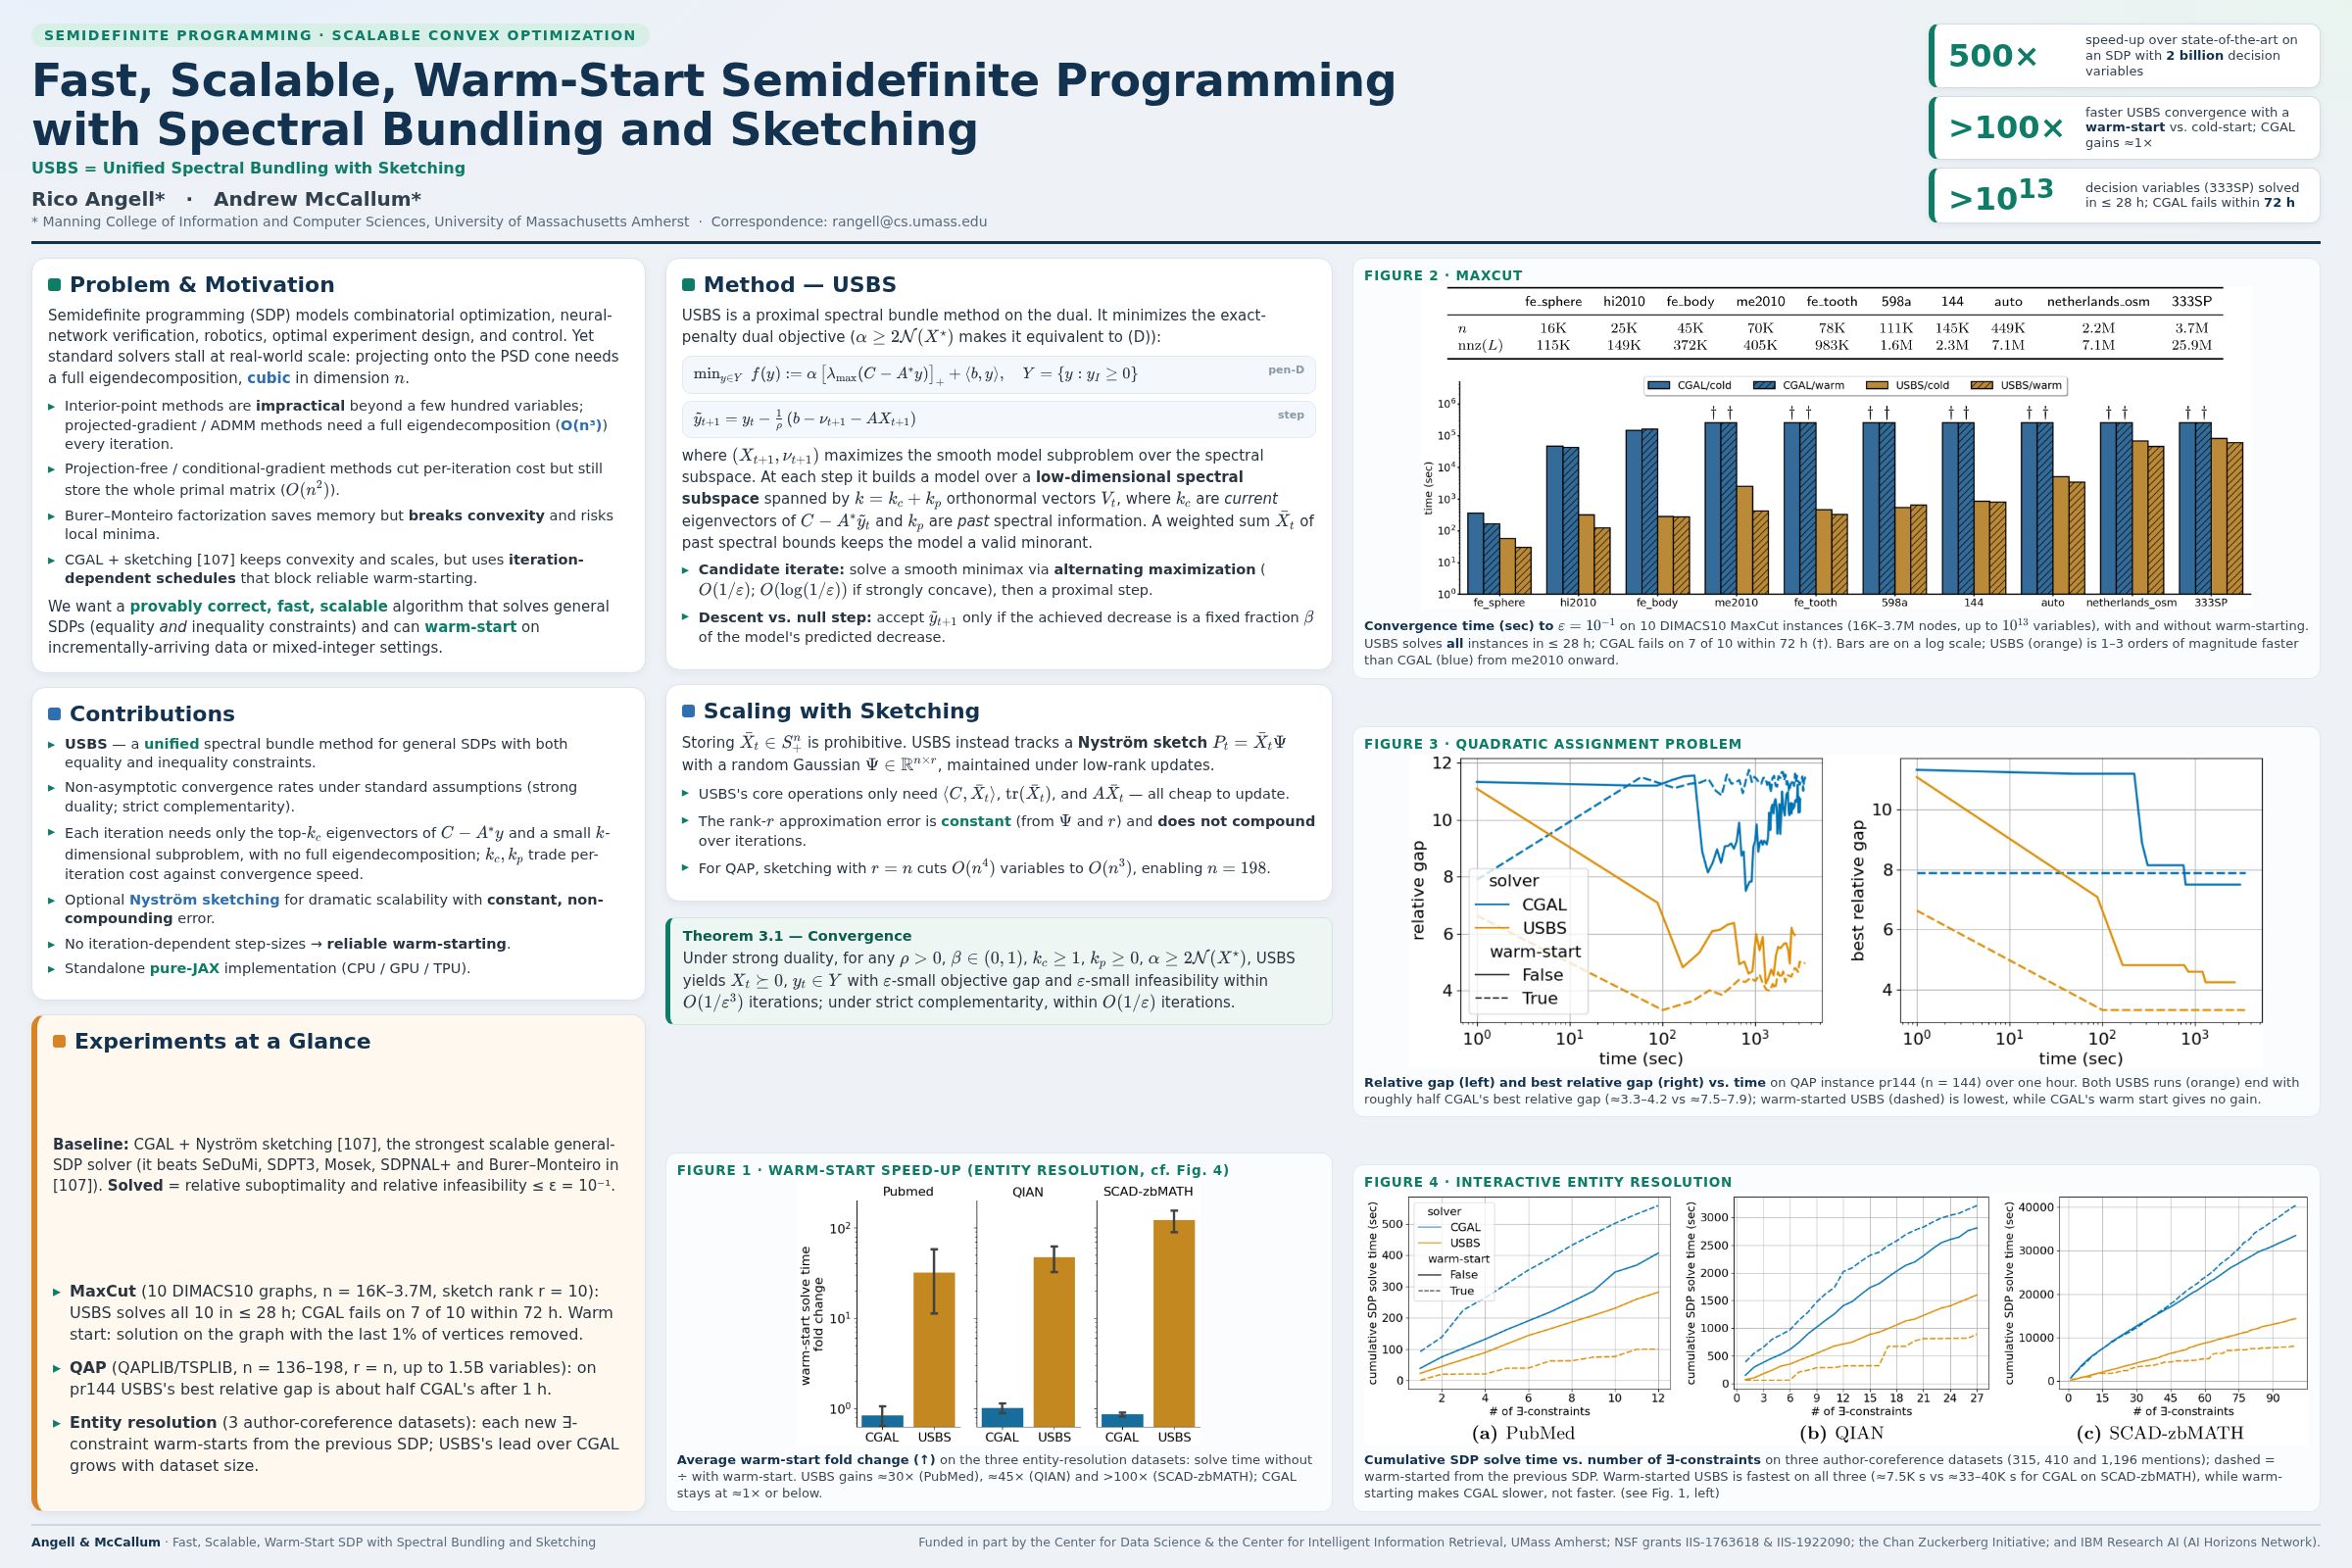 SEMIDEFINITE PROGRAMMING · SCALABLE CONVEX OPTIMIZATION
Fast, Scalable, Warm-Start Semidefinite Programming
with Spectral Bundling and Sketching
USBS = Unified Spectral Bundling with Sketching
Rico Angell* · Andrew McCallum*
* Manning College of Information and Computer Sciences, University of Massachusetts Amherst · Correspondence: rangell@cs.umass.edu
500×
speed-up over state-of-the-art on
an SDP with 2 billion decision
variables
>100×
faster USBS convergence with a
warm-start vs. cold-start; CGAL
gains ≈1×
>10¹³
decision variables (333SP) solved
in ≤ 28 h; CGAL fails within 72 h
Problem & Motivation
Semidefinite programming (SDP) models combinatorial optimization, neural-
network verification, robotics, optimal experiment design, and control. Yet
standard solvers stall at real-world scale: projecting onto the PSD cone needs
a full eigendecomposition, cubic in dimension n.
▸ Interior-point methods are impractical beyond a few hundred variables;
projected-gradient / ADMM methods need a full eigendecomposition (O(n³))
every iteration.
▸ Projection-free / conditional-gradient methods cut per-iteration cost but still
store the whole primal matrix (O(n²)).
▸ Burer–Monteiro factorization saves memory but breaks convexity and risks
local minima.
▸ CGAL + sketching [107] keeps convexity and scales, but uses iteration-
dependent schedules that block reliable warm-starting.
We want a provably correct, fast, scalable algorithm that solves general
SDPs (equality and inequality constraints) and can warm-start on
incrementally-arriving data or mixed-integer settings.
Contributions
▸ USBS — a unified spectral bundle method for general SDPs with both
equality and inequality constraints.
▸ Non-asymptotic convergence rates under standard assumptions (strong
duality; strict complementarity).
▸ Each iteration needs only the top-k_c eigenvectors of C − A*y and a small k-
dimensional subproblem, with no full eigendecomposition; k_c, k_p trade per-
iteration cost against convergence speed.
▸ Optional Nyström sketching for dramatic scalability with constant, non-
compounding error.
▸ No iteration-dependent step-sizes → reliable warm-starting.
▸ Standalone pure-JAX implementation (CPU / GPU / TPU).
Experiments at a Glance
Baseline: CGAL + Nyström sketching [107], the strongest scalable general-
SDP solver (it beats SeDuMi, SDPT3, Mosek, SDPNAL+ and Burer–Monteiro in
[107]). Solved = relative suboptimality and relative infeasibility ≤ ε = 10⁻¹.
▸ MaxCut (10 DIMACS10 graphs, n = 16K–3.7M, sketch rank r = 10):
USBS solves all 10 in ≤ 28 h; CGAL fails on 7 of 10 within 72 h. Warm
start: solution on the graph with the last 1% of vertices removed.
▸ QAP (QAPLIB/TSPLIB, n = 136–198, r = n, up to 1.5B variables): on
pr144 USBS's best relative gap is about half CGAL's after 1 h.
▸ Entity resolution (3 author-coreference datasets): each new ∃-
constraint warm-starts from the previous SDP; USBS's lead over CGAL
grows with dataset size.
Method — USBS
USBS is a proximal spectral bundle method on the dual. It minimizes the exact-
penalty dual objective (α ≥ 2𝒩(X⋆) makes it equivalent to (D)):
min_{y∈Y} f(y) := α [λ_max(C − A*y)]₊ + ⟨b, y⟩, Y = {y : y_I ≥ 0} pen-D
ỹ_{t+1} = y_t − 1/ρ (b − ν_{t+1} − AX_{t+1}) step
where (X_{t+1}, ν_{t+1}) maximizes the smooth model subproblem over the spectral
subspace. At each step it builds a model over a low-dimensional spectral
subspace spanned by k = k_c + k_p orthonormal vectors V_t, where k_c are current
eigenvectors of C − A*ỹ_t and k_p are past spectral information. A weighted sum X̄_t of
past spectral bounds keeps the model a valid minorant.
▸ Candidate iterate: solve a smooth minimax via alternating maximization (
O(1/ε); O(log(1/ε)) if strongly concave), then a proximal step.
▸ Descent vs. null step: accept ỹ_{t+1} only if the achieved decrease is a fixed fraction β
of the model's predicted decrease.
Scaling with Sketching
Storing X̄_t ∈ S₊ⁿ is prohibitive. USBS instead tracks a Nyström sketch P_t = X̄_tΨ
with a random Gaussian Ψ ∈ ℝ^{n×r}, maintained under low-rank updates.
▸ USBS's core operations only need ⟨C, X̄_t⟩, tr(X̄_t), and AX̄_t — all cheap to update.
▸ The rank-r approximation error is constant (from Ψ and r) and does not compound
over iterations.
▸ For QAP, sketching with r = n cuts O(n⁴) variables to O(n³), enabling n = 198.
Theorem 3.1 — Convergence
Under strong duality, for any ρ > 0, β ∈ (0, 1), k_c ≥ 1, k_p ≥ 0, α ≥ 2𝒩(X⋆), USBS
yields X_t ⪰ 0, y_t ∈ Y with ε-small objective gap and ε-small infeasibility within
O(1/ε³) iterations; under strict complementarity, within O(1/ε) iterations.
FIGURE 1 · WARM-START SPEED-UP (ENTITY RESOLUTION, cf. Fig. 4)
Pubmed QIAN SCAD-zbMATH
warm-start solve time
fold change
10² 10¹ 10⁰
CGAL USBS CGAL USBS CGAL USBS
Average warm-start fold change (↑) on the three entity-resolution datasets: solve time without
÷ with warm-start. USBS gains ≈30× (PubMed), ≈45× (QIAN) and >100× (SCAD-zbMATH); CGAL
stays at ≈1× or below.
FIGURE 2 · MAXCUT
fe_sphere hi2010 fe_body me2010 fe_tooth 598a 144 auto netherlands_osm 333SP
n 16K 25K 45K 70K 78K 111K 145K 449K 2.2M 3.7M
nnz(L) 115K 149K 372K 405K 983K 1.6M 2.3M 7.1M 7.1M 25.9M
CGAL/cold CGAL/warm USBS/cold USBS/warm
† † † † † † † † † † † † † †
time (sec)
10⁶ 10⁵ 10⁴ 10³ 10² 10¹ 10⁰
fe_sphere hi2010 fe_body me2010 fe_tooth 598a 144 auto netherlands_osm 333SP
Convergence time (sec) to ε = 10⁻¹ on 10 DIMACS10 MaxCut instances (16K–3.7M nodes, up to 10¹³ variables), with and without warm-starting.
USBS solves all instances in ≤ 28 h; CGAL fails on 7 of 10 within 72 h (†). Bars are on a log scale; USBS (orange) is 1–3 orders of magnitude faster
than CGAL (blue) from me2010 onward.
FIGURE 3 · QUADRATIC ASSIGNMENT PROBLEM
relative gap
12 10 8 6 4
solver
CGAL
USBS
warm-start
False
True
10⁰ 10¹ 10² 10³
time (sec)
best relative gap
10 8 6 4
10⁰ 10¹ 10² 10³
time (sec)
Relative gap (left) and best relative gap (right) vs. time on QAP instance pr144 (n = 144) over one hour. Both USBS runs (orange) end with
roughly half CGAL's best relative gap (≈3.3–4.2 vs ≈7.5–7.9); warm-started USBS (dashed) is lowest, while CGAL's warm start gives no gain.
FIGURE 4 · INTERACTIVE ENTITY RESOLUTION
cumulative SDP solve time (sec)
500 400 300 200 100 0
solver
CGAL
USBS
warm-start
False
True
2 4 6 8 10 12
# of ∃-constraints
(a) PubMed
cumulative SDP solve time (sec)
3000 2500 2000 1500 1000 500 0
0 3 6 9 12 15 18 21 24 27
# of ∃-constraints
(b) QIAN
cumulative SDP solve time (sec)
40000 30000 20000 10000 0
0 15 30 45 60 75 90
# of ∃-constraints
(c) SCAD-zbMATH
Cumulative SDP solve time vs. number of ∃-constraints on three author-coreference datasets (315, 410 and 1,196 mentions); dashed =
warm-started from the previous SDP. Warm-started USBS is fastest on all three (≈7.5K s vs ≈33–40K s for CGAL on SCAD-zbMATH), while warm-
starting makes CGAL slower, not faster. (see Fig. 1, left)
Angell & McCallum · Fast, Scalable, Warm-Start SDP with Spectral Bundling and Sketching
Funded in part by the Center for Data Science & the Center for Intelligent Information Retrieval, UMass Amherst; NSF grants IIS-1763618 & IIS-1922090; the Chan Zuckerberg Initiative; and IBM Research AI (AI Horizons Network).